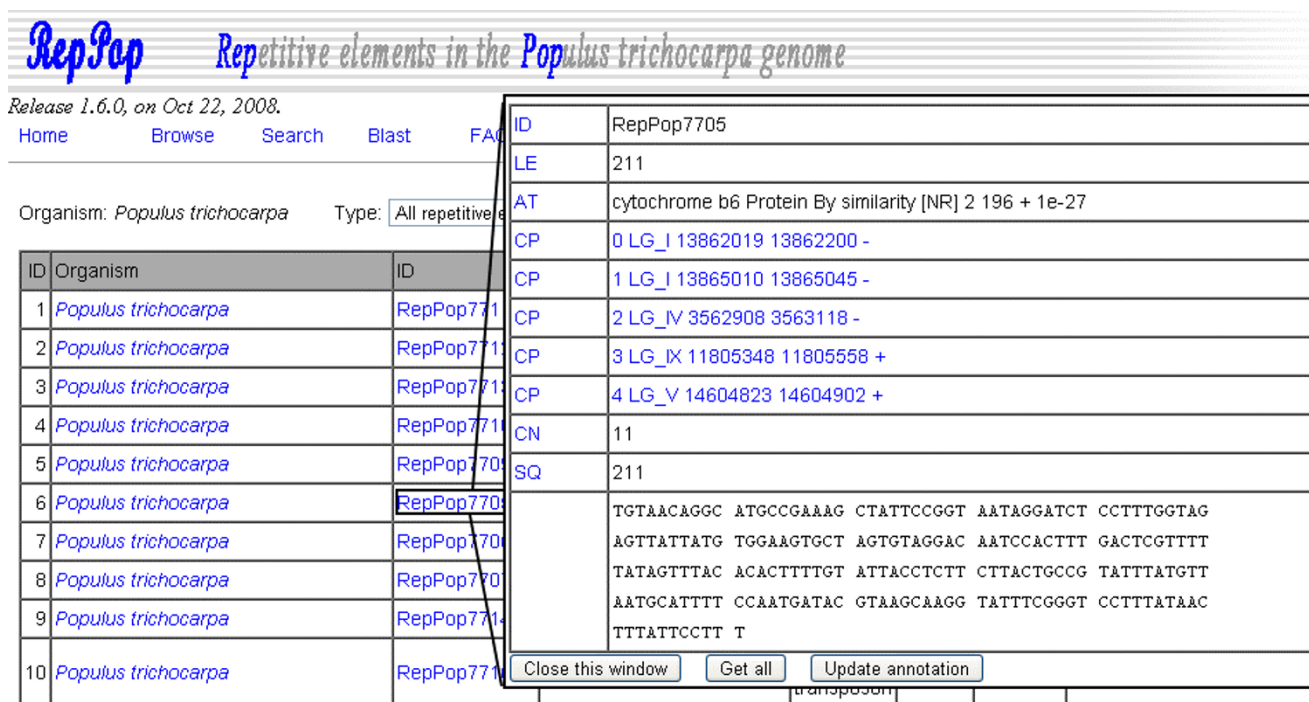 RepPop Repetitive elements in the Populus trichocarpa genome
Release 1.6.0, on Oct 22, 2008.
Home Browse Search Blast
Organism: Populus trichocarpa Type: All repetitive
ID Organism ID
1 Populus trichocarpa
2 Populus trichocarpa
3 Populus trichocarpa
4 Populus trichocarpa
5 Populus trichocarpa
6 Populus trichocarpa
7 Populus trichocarpa
8 Populus trichocarpa
9 Populus trichocarpa
10 Populus trichocarpa
ID RepPop7705
LE 211
AT cytochrome b6 Protein By similarity [NR] 2 196 + 1e-27
CP 0 LG_I 13862019 13862200 -
CP 1 LG_I 13865010 13865045 -
CP 2 LG_IV 3562908 3563118 -
CP 3 LG_IX 11805348 11805558 +
CP 4 LG_V 14604823 14604902 +
CN 11
SQ 211
TGTAACAGGC ATGCCGAAAG CTATTCCGGT AATAGGATCT CCTTTGGTAG
AGTTATTATG TGGAAGTGCT AGTGTAGGAC AATCCACTTT GACTCGTTTT
TATAGTTTAC ACACTTTTGT ATTACCTCTT CTTACTGCCG TATTTATGTT
AATGCATTTT CCAATGATAC GTAAGCAAGG TATTTCGGGT CCTTTATAAC
TTTATTCCTT T
Close this window Get all Update annotation